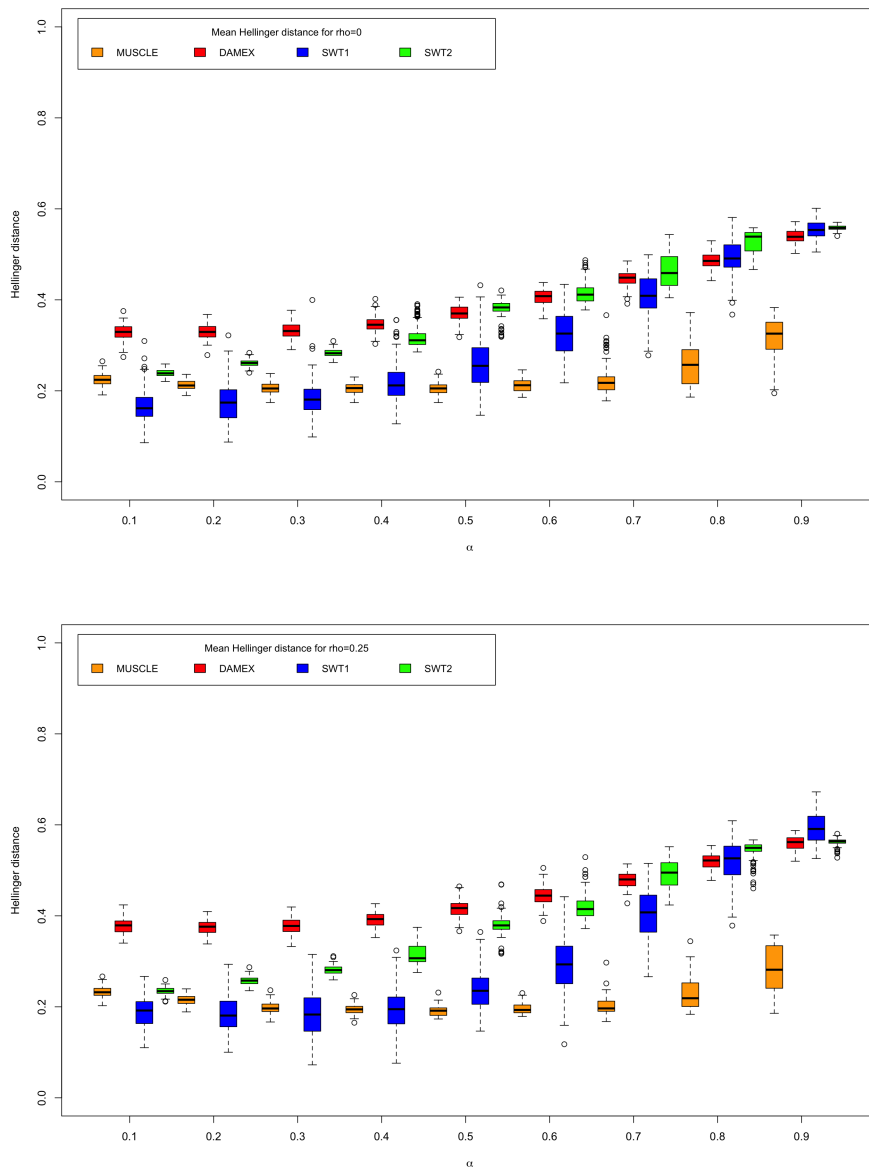 Mean Hellinger distance for rho=0
MUSCLE DAMEX SWT1 SWT2
Hellinger distance
1.0
0.8
0.6
0.4
0.2
0.0
0.1 0.2 0.3 0.4 0.5 0.6 0.7 0.8 0.9
α
Mean Hellinger distance for rho=0.25
MUSCLE DAMEX SWT1 SWT2
Hellinger distance
1.0
0.8
0.6
0.4
0.2
0.0
0.1 0.2 0.3 0.4 0.5 0.6 0.7 0.8 0.9
α